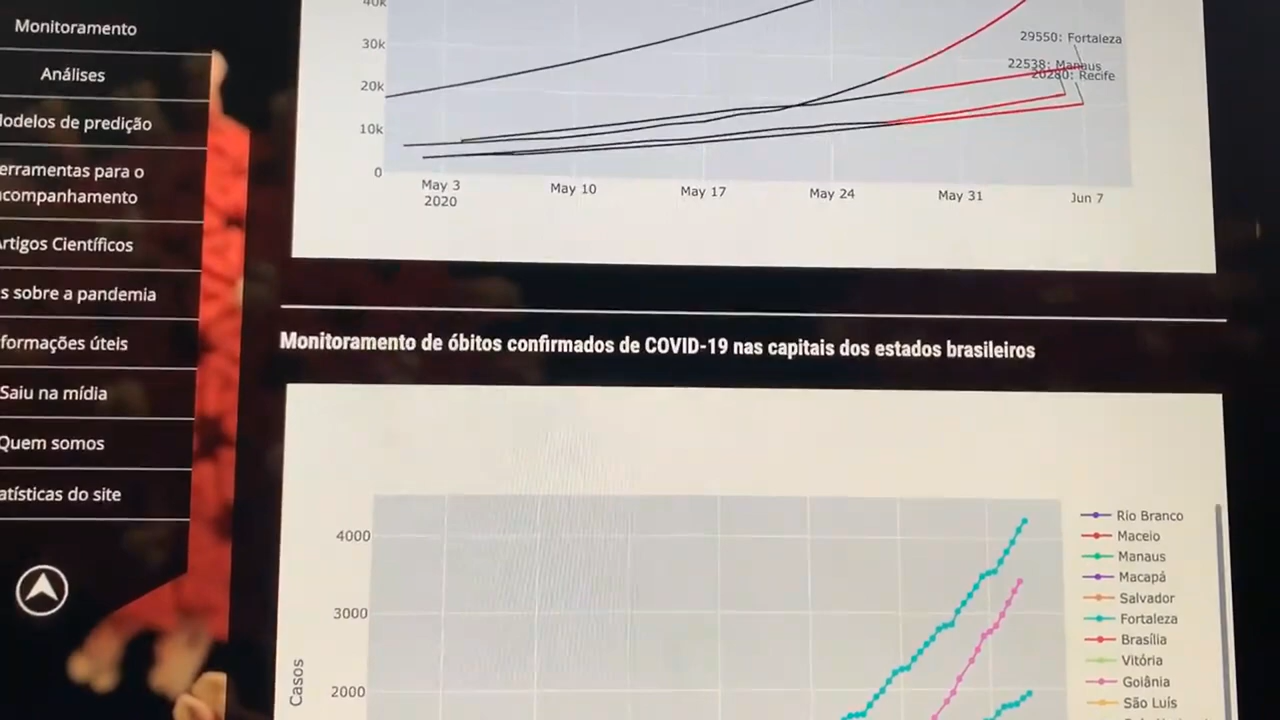 Monitoramento
Análises
lodelos de predição
erramentas para o
companhamento
rtigos Científicos
s sobre a pandemia
formações úteis
Saiu na mídia
Quem somos
atísticas do site
40k
30k
20k
10k
0
May 3
2020
May 10
May 17
May 24
May 31
Jun 7
29550: Fortaleza
22538: Manaus
20280: Recife
Monitoramento de óbitos confirmados de COVID-19 nas capitais dos estados brasileiros
4000
3000
2000
Casos
Rio Branco
Maceio
Manaus
Macapá
Salvador
Fortaleza
Brasília
Vitória
Goiânia
São Luís